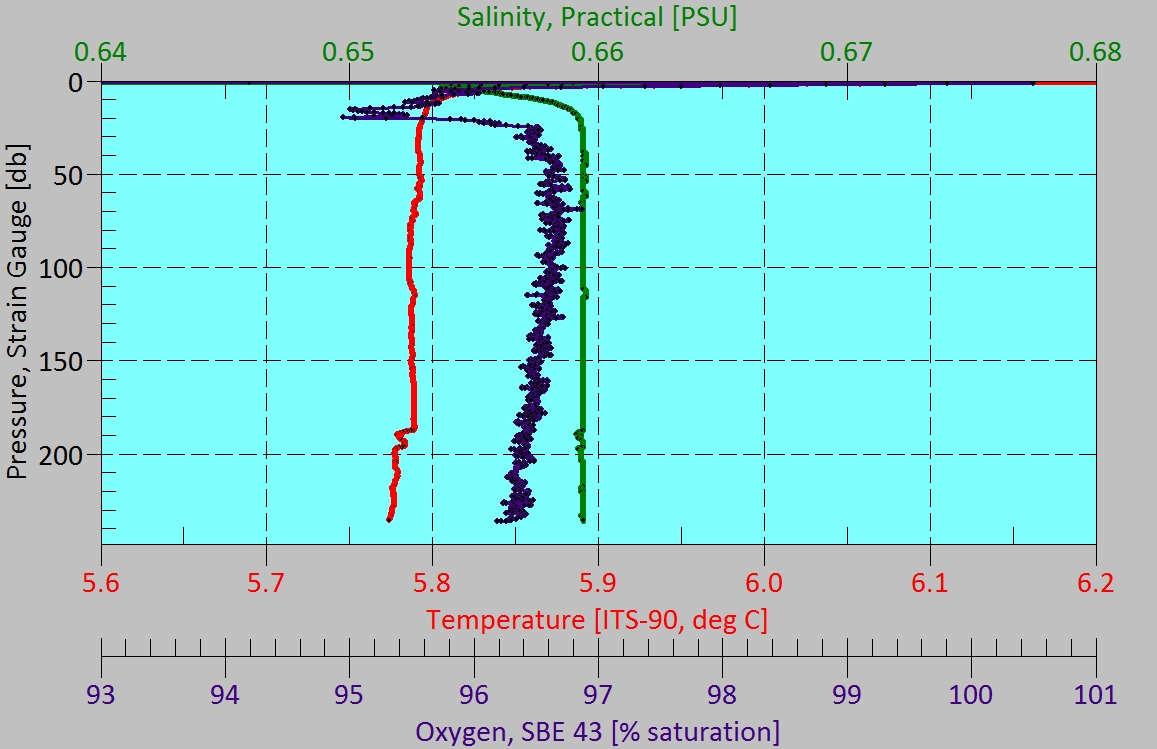 Salinity, Practical [PSU]
0.64 0.65 0.66 0.67 0.68
Pressure, Strain Gauge [db]
0
50
100
150
200
5.6 5.7 5.8 5.9 6.0 6.1 6.2
Temperature [ITS-90, deg C]
93 94 95 96 97 98 99 100 101
Oxygen, SBE 43 [% saturation]